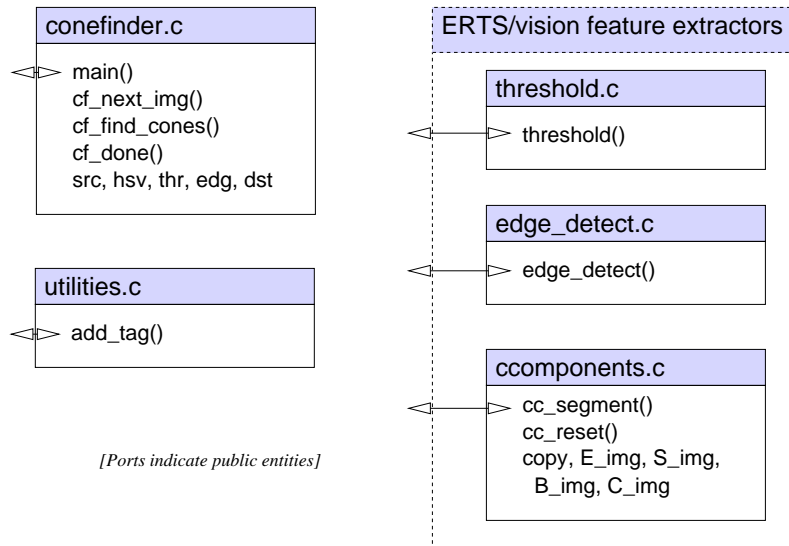 conefinder.c
main()
cf_next_img()
cf_find_cones()
cf_done()
src, hsv, thr, edg, dst
utilities.c
add_tag()
[Ports indicate public entities]
ERTS/vision feature extractors
threshold.c
threshold()
edge_detect.c
edge_detect()
ccomponents.c
cc_segment()
cc_reset()
copy, E_img, S_img,
B_img, C_img